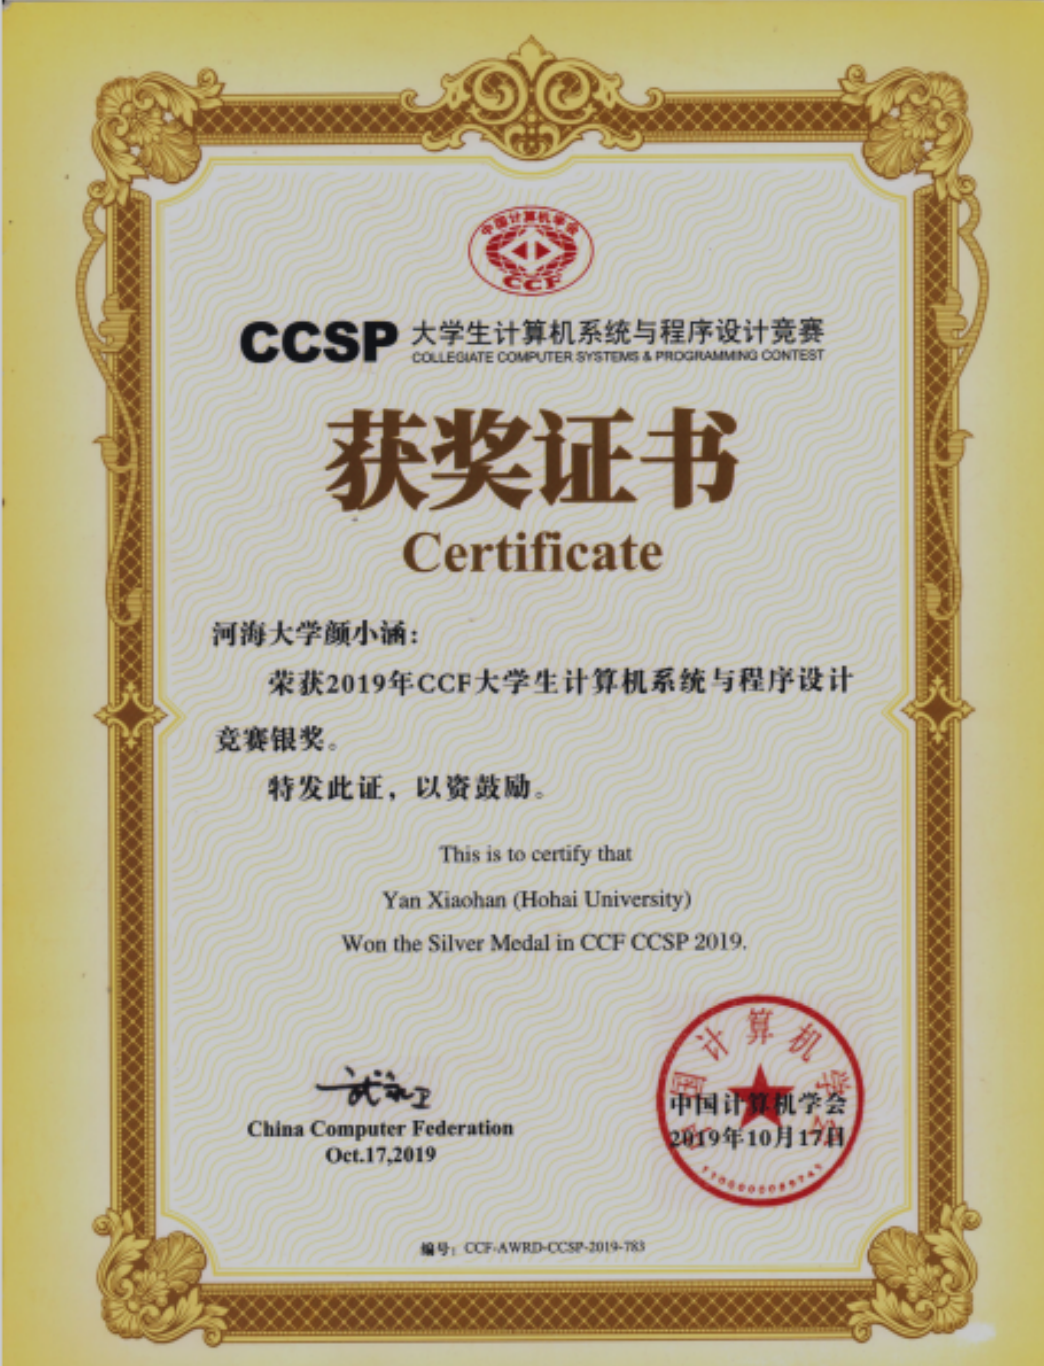 中国计算机学会
CCF
CCSP 大学生计算机系统与程序设计竞赛
COLLEGIATE COMPUTER SYSTEMS & PROGRAMMING CONTEST
获奖证书
Certificate
河海大学颜小涵：
荣获2019年CCF大学生计算机系统与程序设计
竞赛银奖。
特发此证，以资鼓励。
This is to certify that
Yan Xiaohan (Hohai University)
Won the Silver Medal in CCF CCSP 2019.
China Computer Federation
Oct.17,2019
中国计算机学会
中国计算机学会
2019年10月17日
编号：CCF-AWRD-CCSP-2019-783